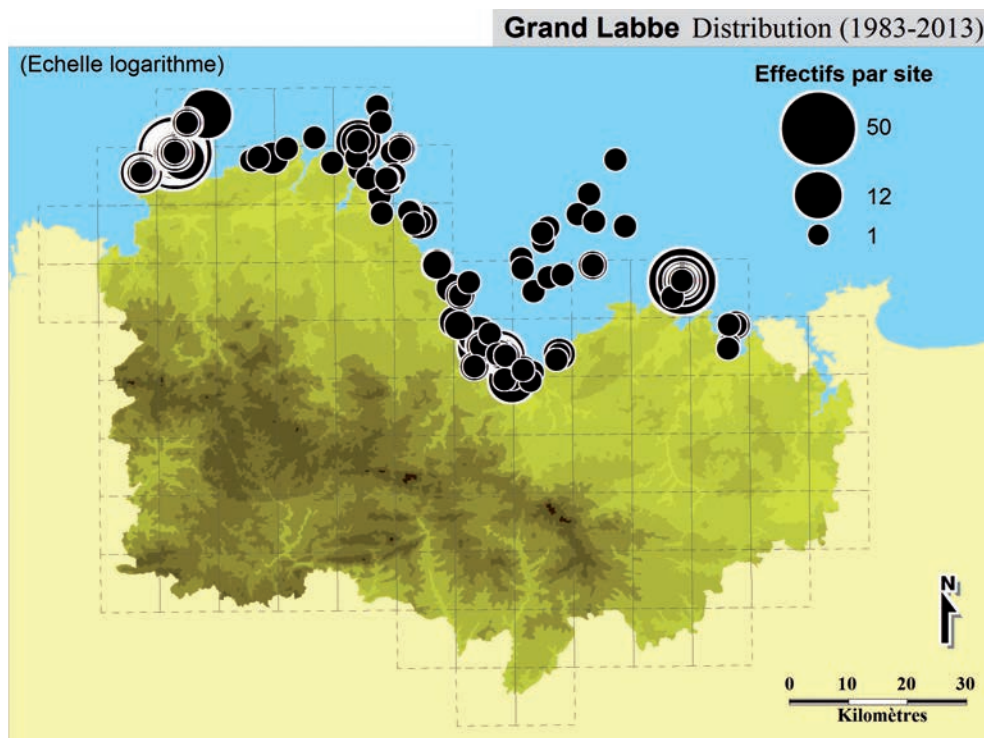 Grand Labbe Distribution (1983-2013)
(Echelle logarithme)
Effectifs par site
50
12
1
N
0 10 20 30
Kilomètres